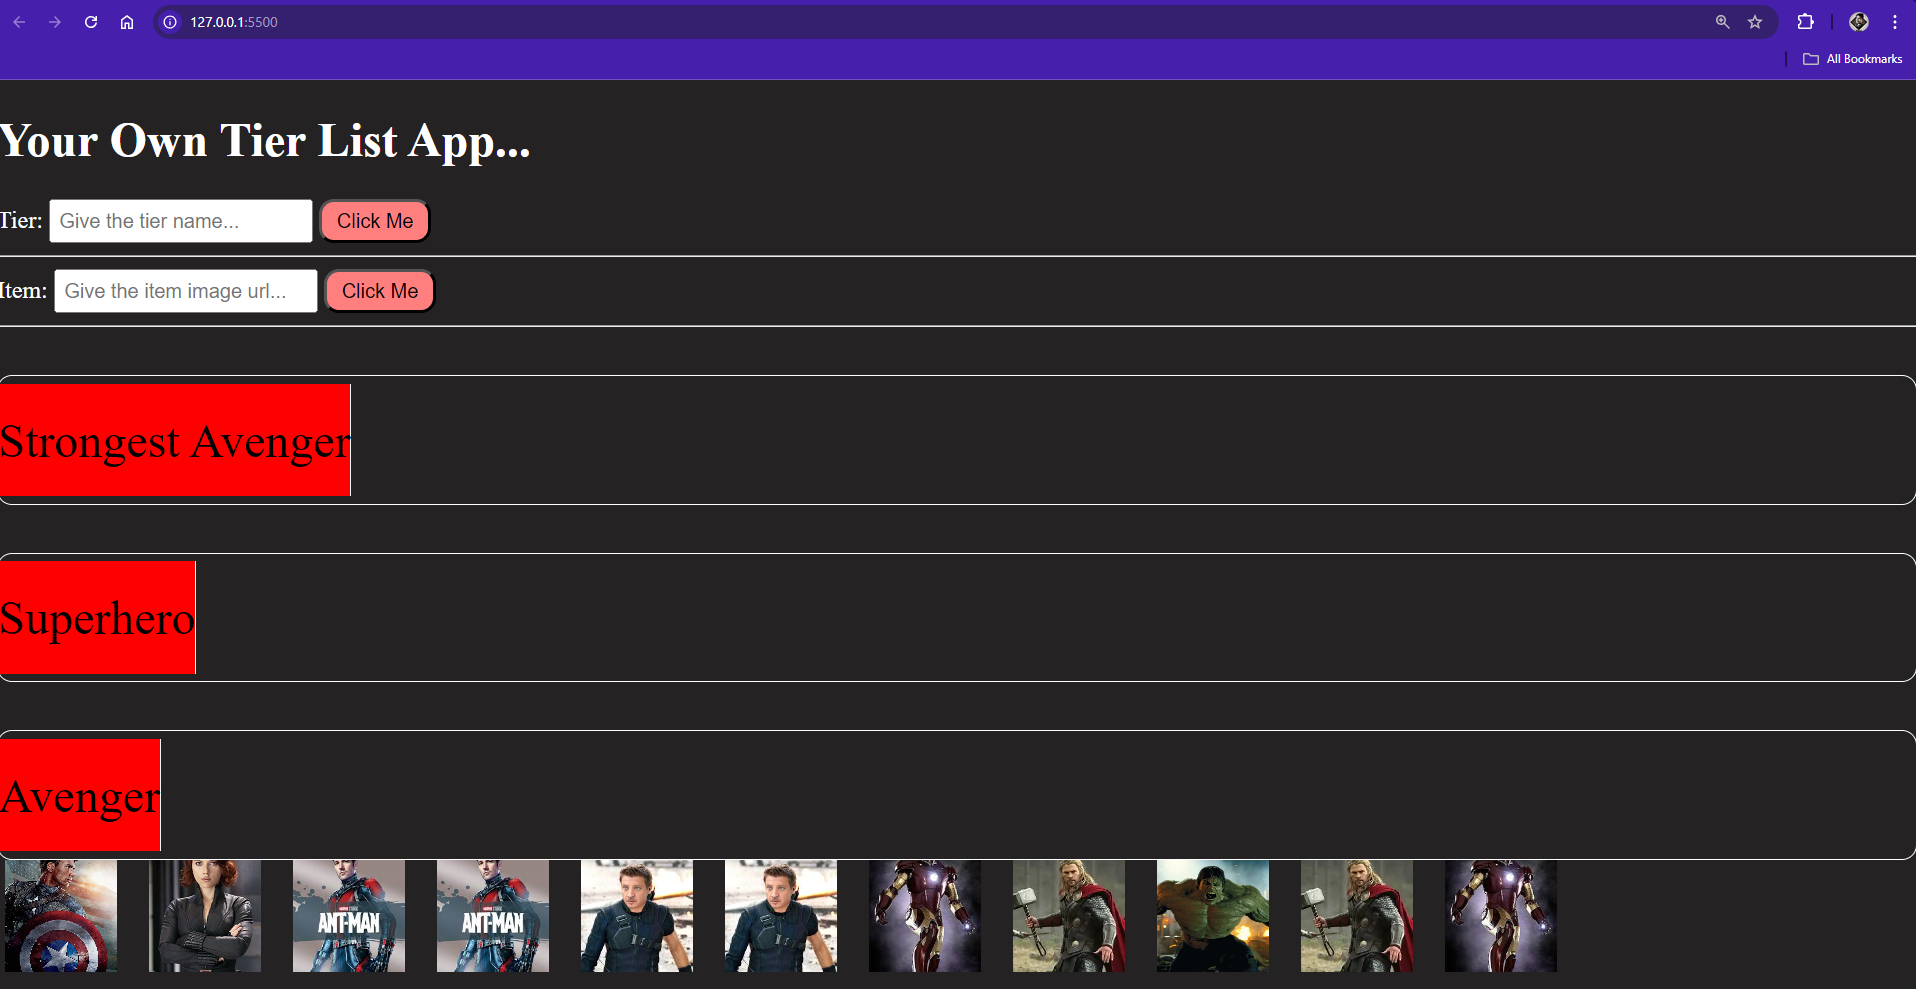 127.0.0.1:5500
All Bookmarks
Your Own Tier List App...
Tier: Give the tier name... Click Me
Item: Give the item image url... Click Me
Strongest Avenger
Superhero
Avenger
ANT-MAN ANT-MAN